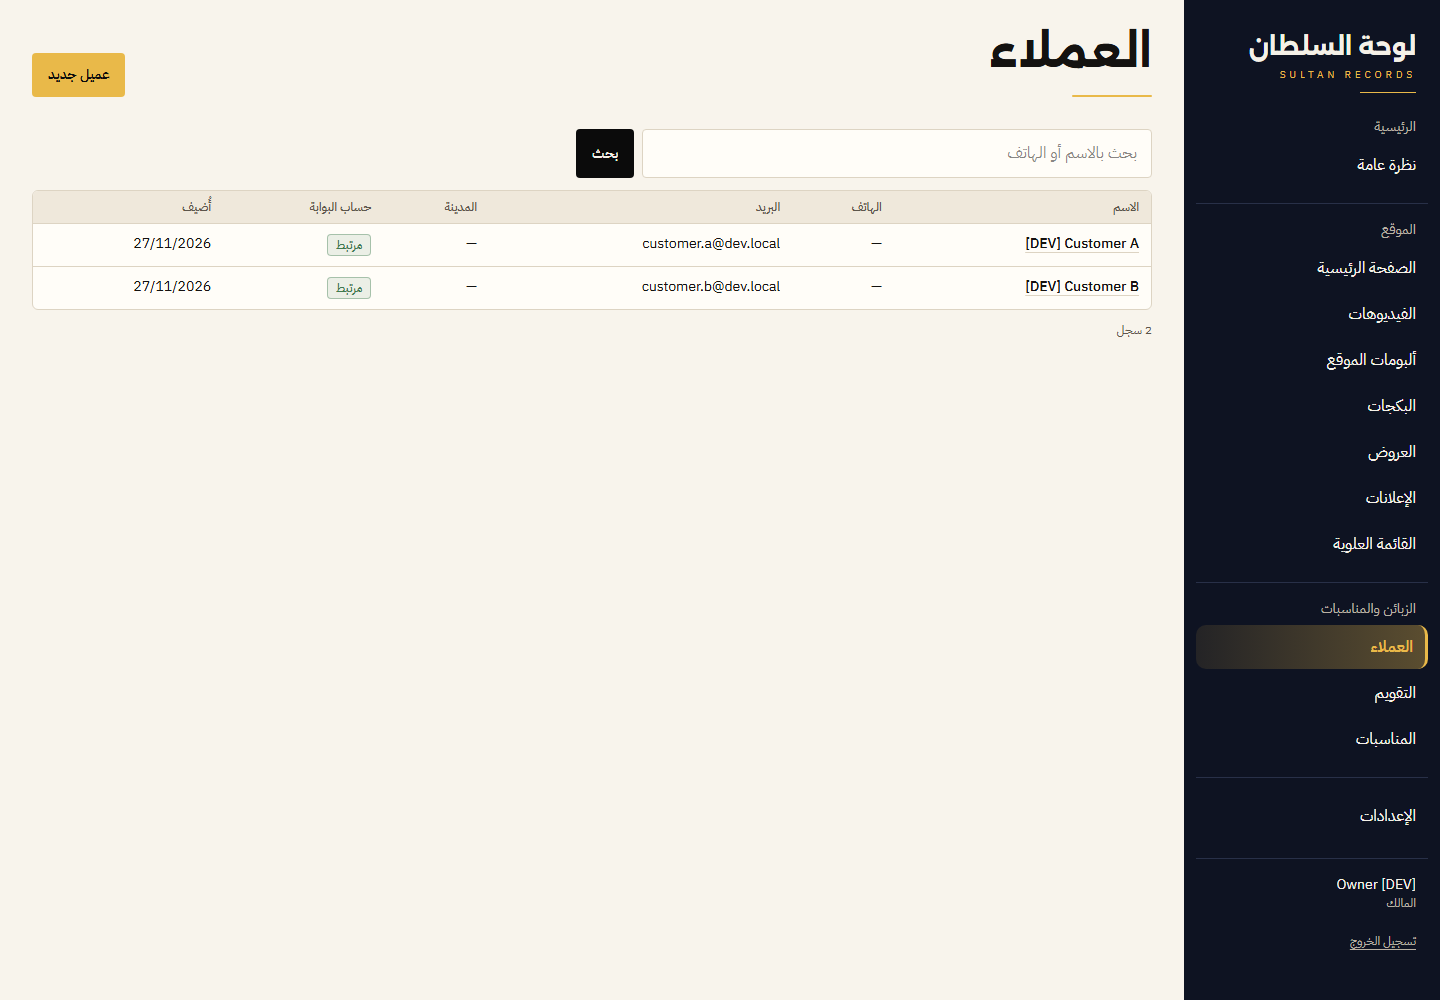 لوحة السلطان
SULTAN RECORDS
الرئيسية
نظرة عامة
الموقع
الصفحة الرئيسية
الفيديوهات
ألبومات الموقع
البكجات
العروض
الإعلانات
القائمة العلوية
الزبائن والمناسبات
العملاء
التقويم
المناسبات
الإعدادات
Owner [DEV]
المالك
تسجيل الخروج
العملاء
عميل جديد
بحث بالاسم أو الهاتف
بحث
الاسم الهاتف البريد المدينة حساب البوابة أُضيف
[DEV] Customer A — customer.a@dev.local — مرتبط 27/11/2026
[DEV] Customer B — customer.b@dev.local — مرتبط 27/11/2026
2 سجل